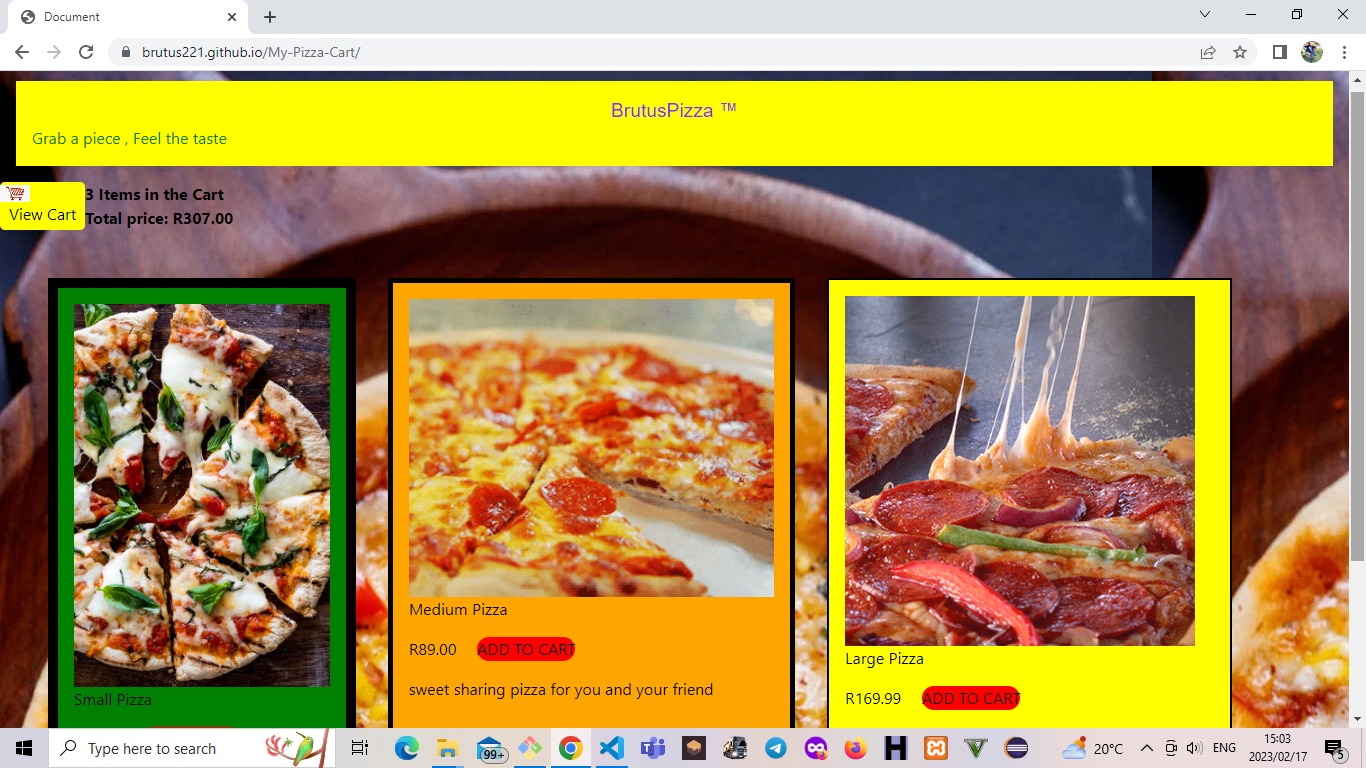 Document
brutus221.github.io/My-Pizza-Cart/
BrutusPizza ™
Grab a piece , Feel the taste
View Cart
3 Items in the Cart
Total price: R307.00
Small Pizza
Medium Pizza
R89.00 ADD TO CART
sweet sharing pizza for you and your friend
Large Pizza
R169.99 ADD TO CART
Type here to search
99+
20°C
ENG
15:03
2023/02/17
5